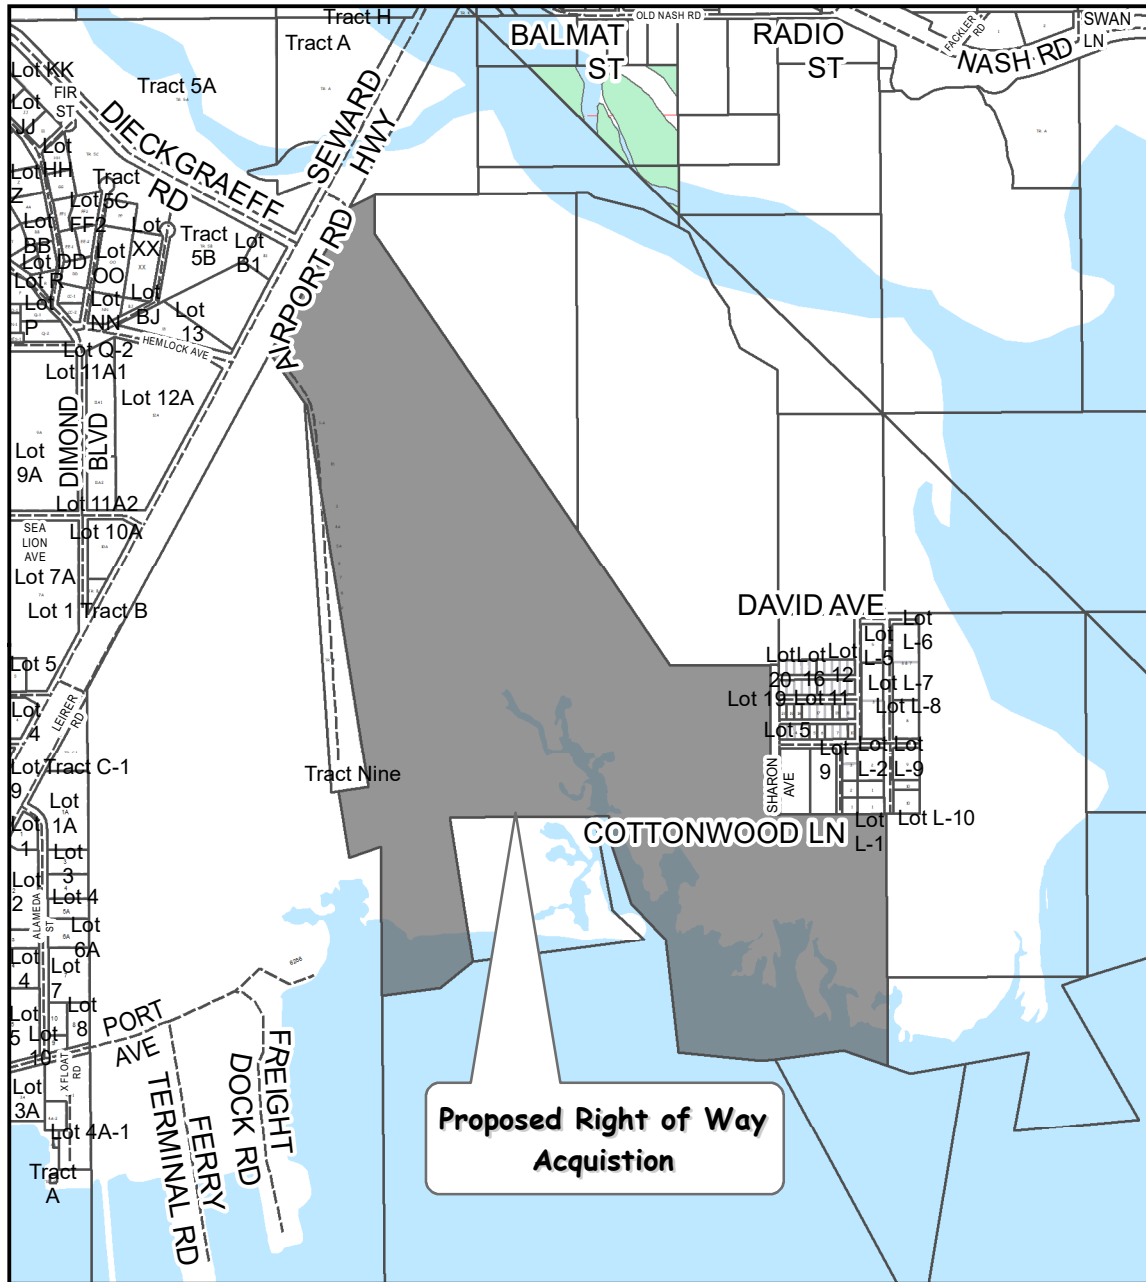 Tract H
OLD NASH RD
Tract A
BALMAT
ST
RADIO
ST
FACKLER
RD
NASH RD
SWAN
LN
Lot KK
FIR
ST
Tract 5A
Lot
JJ
DIECKGRAEFF
RD
SEWARD
HWY
AIRPORT RD
Lot
HH
Lot
Z
Tract
5C
Lot
FF2
Lot
BB
Lot
XX
Tract
5B
Lot
B1
Lot DD
Lot
OO
Lot R
Lot
P
Lot
NN
Lot
BJ
Lot
13
HEMLOCK AVE
Lot Q-2
Lot 11A1
Lot 12A
DIMOND
BLVD
Lot
9A
Lot 11A2
SEA
LION
AVE
Lot 10A
Lot 7A
Lot 1
Tract B
DAVID AVE
Lot
L-6
Lot
L-5
Lot
20
Lot
16
Lot
12
Lot L-7
Lot 19
Lot 11
Lot L-8
Lot 5
Lot 5
Lot
4
LEIRER
RD
Lot
9
Lot
L-2
Lot
L-9
SHARON
AVE
Lot
9
Tract C-1
Tract Nine
Lot
1A
Lot
1
COTTONWOOD LN
Lot
L-1
Lot L-10
Lot
3
Lot
2
Lot 4
ALAMEDA
ST
Lot
6A
Lot
4
Lot
7
6266
Lot
5
Lot
8
Lot
10
PORT
AVE
X FLOAT
RD
Lot
3A
FREIGHT
DOCK RD
FERRY
TERMINAL RD
Lot 4A-1
Tract
A
Proposed Right of Way
Acquistion